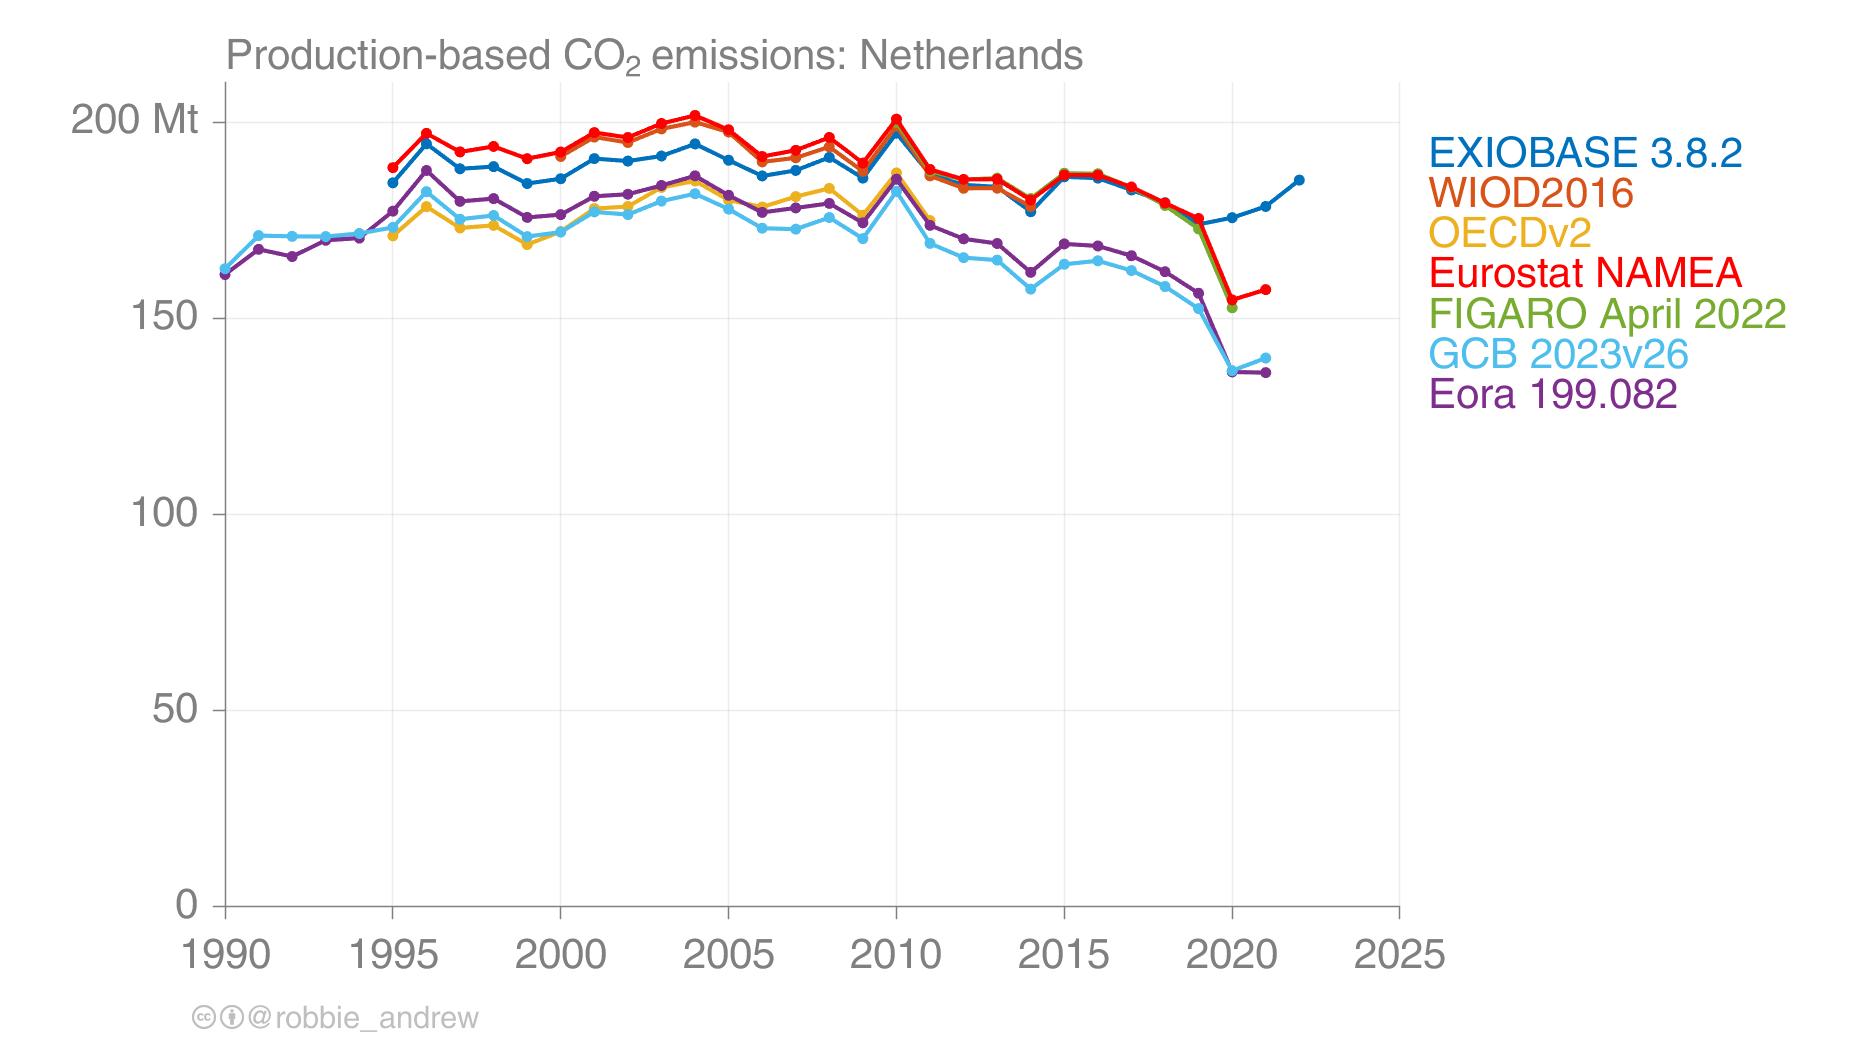 Production-based CO₂ emissions: Netherlands
200 Mt
150
100
50
0
1990 1995 2000 2005 2010 2015 2020 2025
EXIOBASE 3.8.2
WIOD2016
OECDv2
Eurostat NAMEA
FIGARO April 2022
GCB 2023v26
Eora 199.082
@robbie_andrew